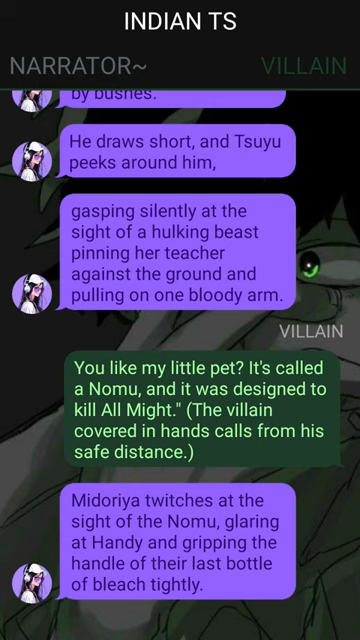 INDIAN TS
NARRATOR~ VILLAIN
by bushes.
He draws short, and Tsuyu
peeks around him,
gasping silently at the
sight of a hulking beast
pinning her teacher
against the ground and
pulling on one bloody arm.
VILLAIN
You like my little pet? It's called
a Nomu, and it was designed to
kill All Might." (The villain
covered in hands calls from his
safe distance.)
Midoriya twitches at the
sight of the Nomu, glaring
at Handy and gripping the
handle of their last bottle
of bleach tightly.